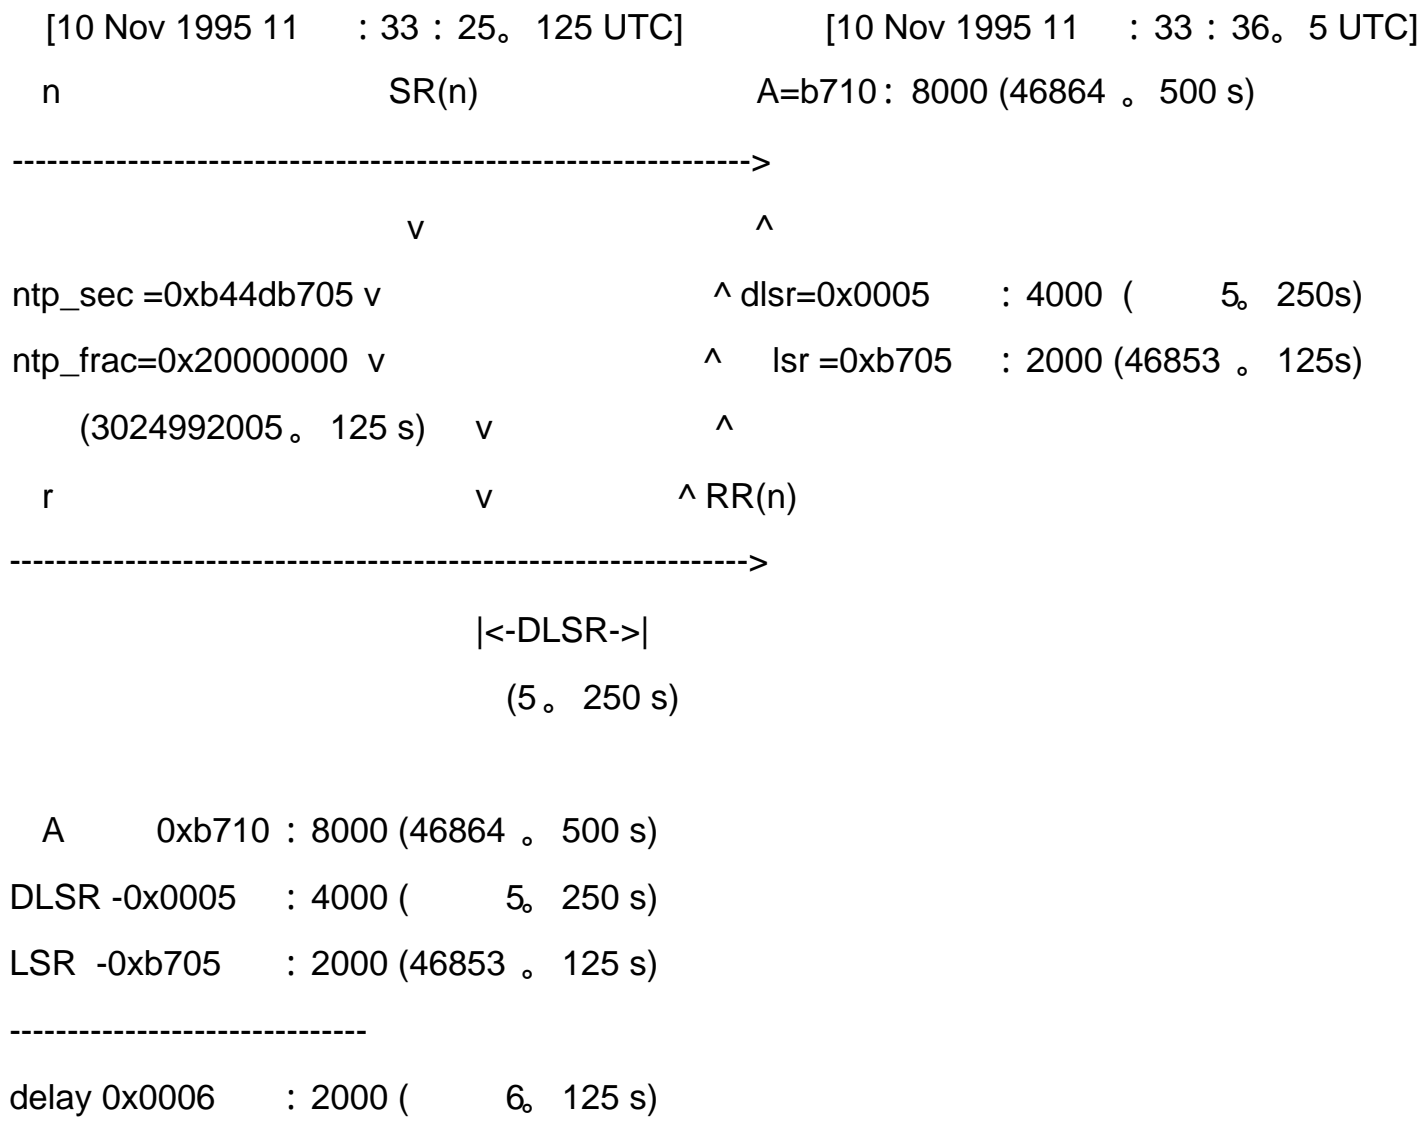 [10 Nov 1995 11 ：33：25。125 UTC] [10 Nov 1995 11 ：33：36。5 UTC]
n SR(n) A=b710：8000 (46864 。500 s)
---------------------------------------------------------------->
v ^
ntp_sec =0xb44db705 v ^ dlsr=0x0005 ：4000 ( 5。250s)
ntp_frac=0x20000000 v ^ lsr =0xb705 ：2000 (46853 。125s)
(3024992005。125 s) v ^
r v ^ RR(n)
---------------------------------------------------------------->
|<-DLSR->|
(5。250 s)
A 0xb710 ：8000 (46864 。500 s)
DLSR -0x0005 ：4000 ( 5。250 s)
LSR -0xb705 ：2000 (46853 。125 s)
-------------------------------
delay 0x0006 ：2000 ( 6。125 s)